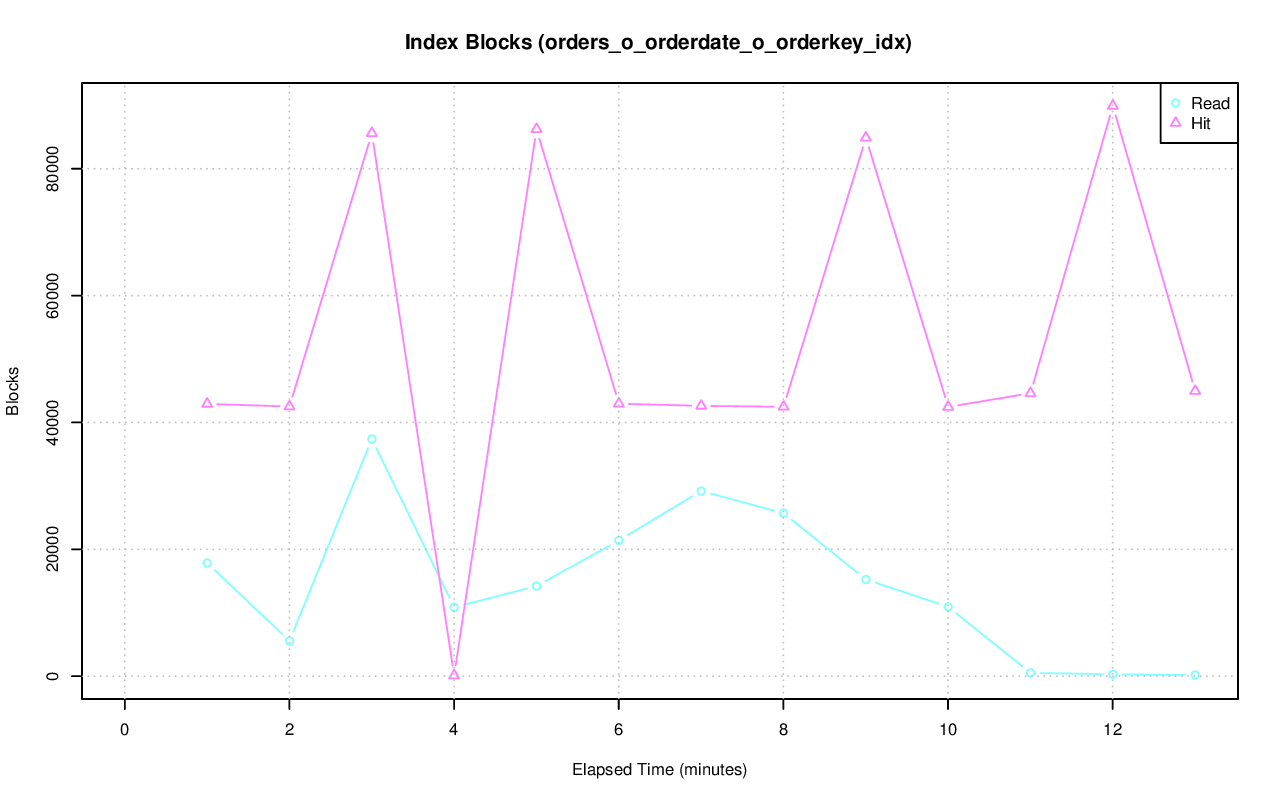 Index Blocks (orders_o_orderdate_o_orderkey_idx)
Read
Hit
Blocks
80000
60000
40000
20000
0
0 2 4 6 8 10 12
Elapsed Time (minutes)